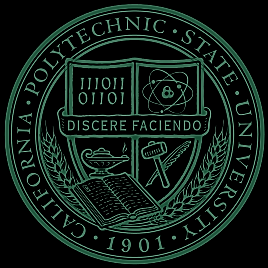 CALIFORNIA · POLYTECHNIC · STATE · UNIVERSITY
111011
01101
DISCERE FACIENDO
· 1901 ·